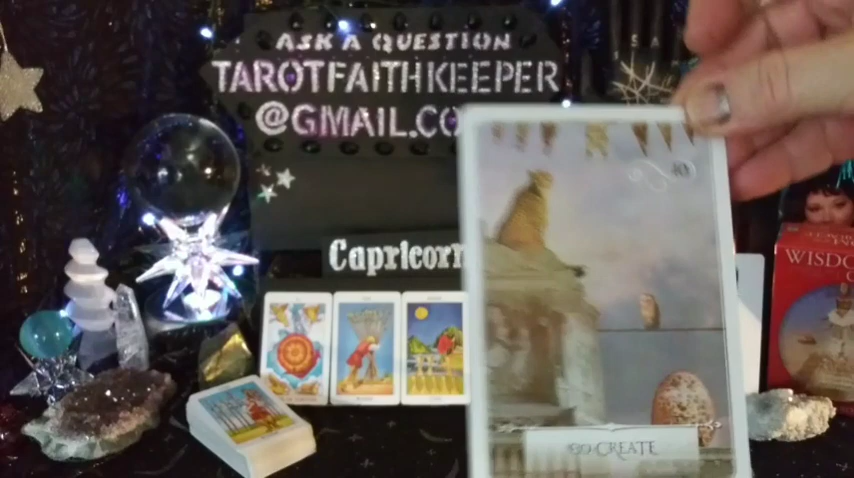 ASK A QUESTION
TAROTFAITHKEEPER
@GMAIL.CO
Capricorn
40
GO CREATE
WISDO